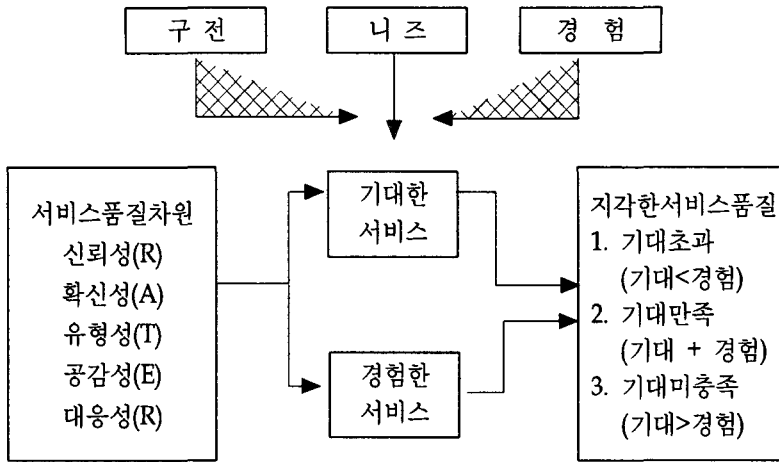 구 전
니 즈
경 험
서비스품질차원
신뢰성(R)
확신성(A)
유형성(T)
공감성(E)
대응성(R)
기대한
서비스
경험한
서비스
지각한서비스품질
1. 기대초과
(기대<경험)
2. 기대만족
(기대 + 경험)
3. 기대미충족
(기대>경험)